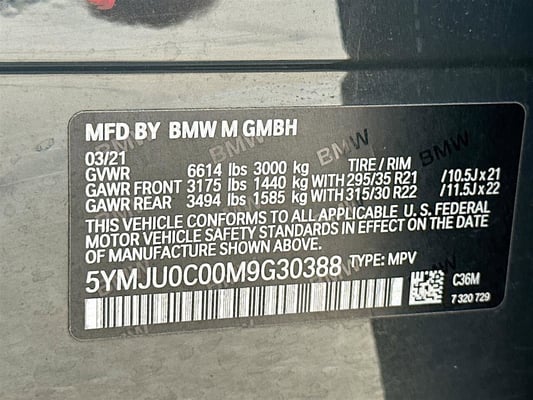 MFD BY BMW M GMBH
03/21
GVWR 6614 lbs 3000 kg TIRE / RIM
GAWR FRONT 3175 lbs 1440 kg WITH 295/35 R21 /10.5J x 21
GAWR REAR 3494 lbs 1585 kg WITH 315/30 R22 /11.5J x 22
THIS VEHICLE CONFORMS TO ALL APPLICABLE U.S. FEDERAL
MOTOR VEHICLE SAFETY STANDARDS IN EFFECT ON THE DATE
OF MANUFACTURE SHOWN ABOVE.
5YMJU0C00M9G30388 TYPE: MPV
C36M
7 320 729